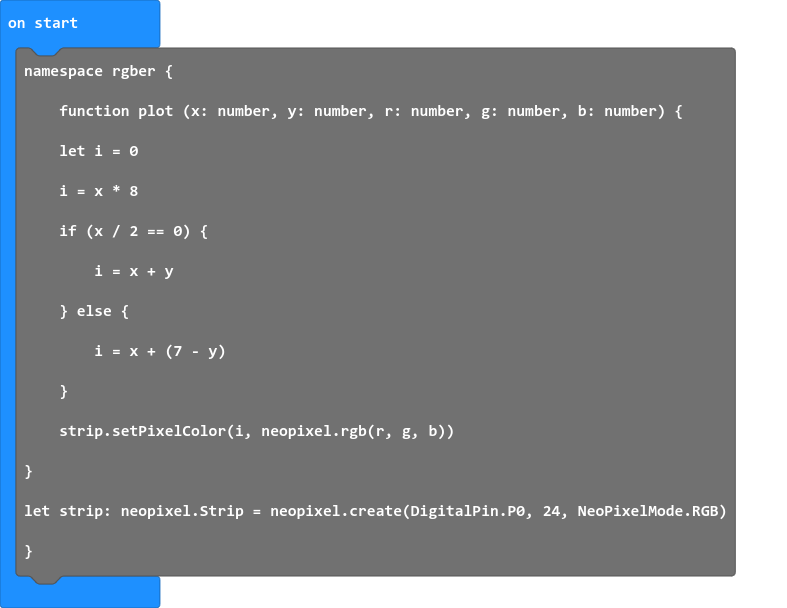 on start
namespace rgber {
function plot (x: number, y: number, r: number, g: number, b: number) {
let i = 0
i = x * 8
if (x / 2 == 0) {
i = x + y
} else {
i = x + (7 - y)
}
strip.setPixelColor(i, neopixel.rgb(r, g, b))
}
let strip: neopixel.Strip = neopixel.create(DigitalPin.P0, 24, NeoPixelMode.RGB)
}